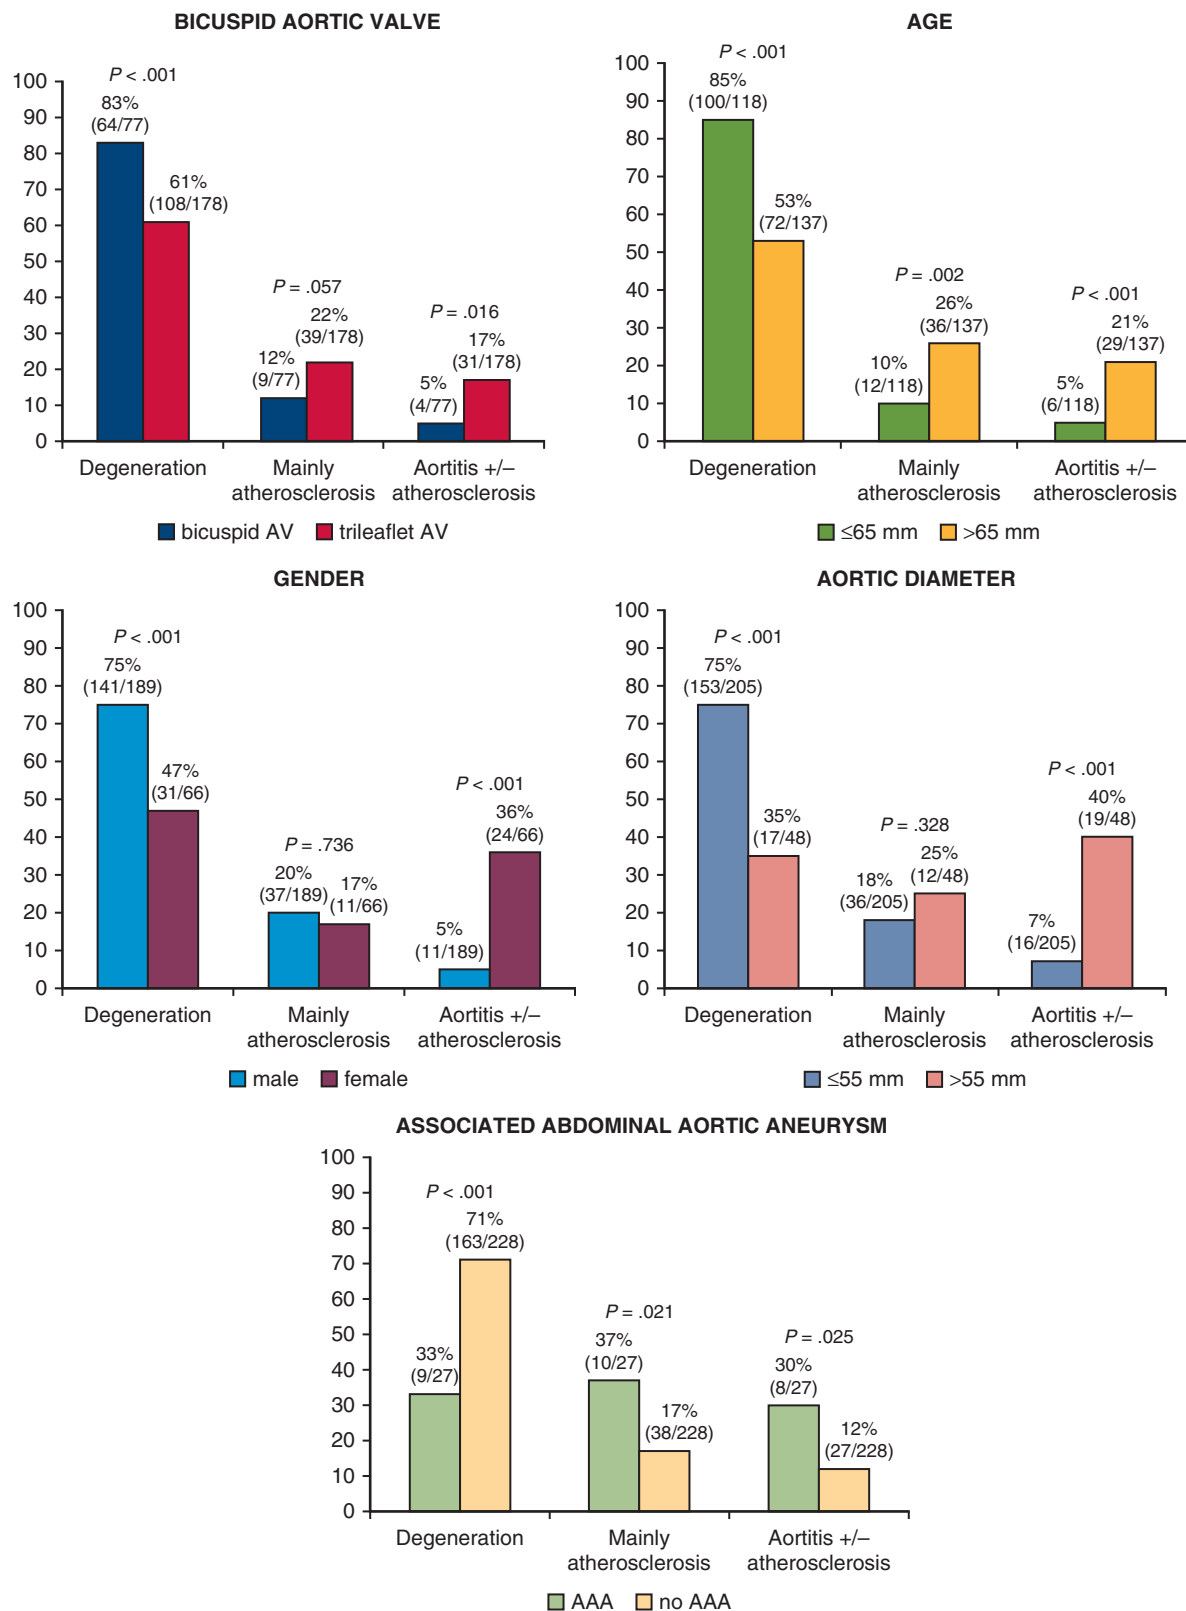 BICUSPID AORTIC VALVE
100
90
80
70
60
50
40
30
20
10
0
P < .001
83%
(64/77)
61%
(108/178)
P = .057
12%
(9/77)
22%
(39/178)
P = .016
5%
(4/77)
17%
(31/178)
Degeneration
Mainly
atherosclerosis
Aortitis +/–
atherosclerosis
bicuspid AV
trileaflet AV
AGE
100
90
80
70
60
50
40
30
20
10
0
P < .001
85%
(100/118)
53%
(72/137)
P = .002
10%
(12/118)
26%
(36/137)
P < .001
5%
(6/118)
21%
(29/137)
Degeneration
Mainly
atherosclerosis
Aortitis +/–
atherosclerosis
≤65 mm
>65 mm
GENDER
100
90
80
70
60
50
40
30
20
10
0
P < .001
75%
(141/189)
47%
(31/66)
P = .736
20%
(37/189)
17%
(11/66)
P < .001
5%
(11/189)
36%
(24/66)
Degeneration
Mainly
atherosclerosis
Aortitis +/–
atherosclerosis
male
female
AORTIC DIAMETER
100
90
80
70
60
50
40
30
20
10
0
P < .001
75%
(153/205)
35%
(17/48)
P = .328
18%
(36/205)
25%
(12/48)
P < .001
7%
(16/205)
40%
(19/48)
Degeneration
Mainly
atherosclerosis
Aortitis +/–
atherosclerosis
≤55 mm
>55 mm
ASSOCIATED ABDOMINAL AORTIC ANEURYSM
100
90
80
70
60
50
40
30
20
10
0
P < .001
33%
(9/27)
71%
(163/228)
P = .021
37%
(10/27)
17%
(38/228)
P = .025
30%
(8/27)
12%
(27/228)
Degeneration
Mainly
atherosclerosis
Aortitis +/–
atherosclerosis
AAA
no AAA